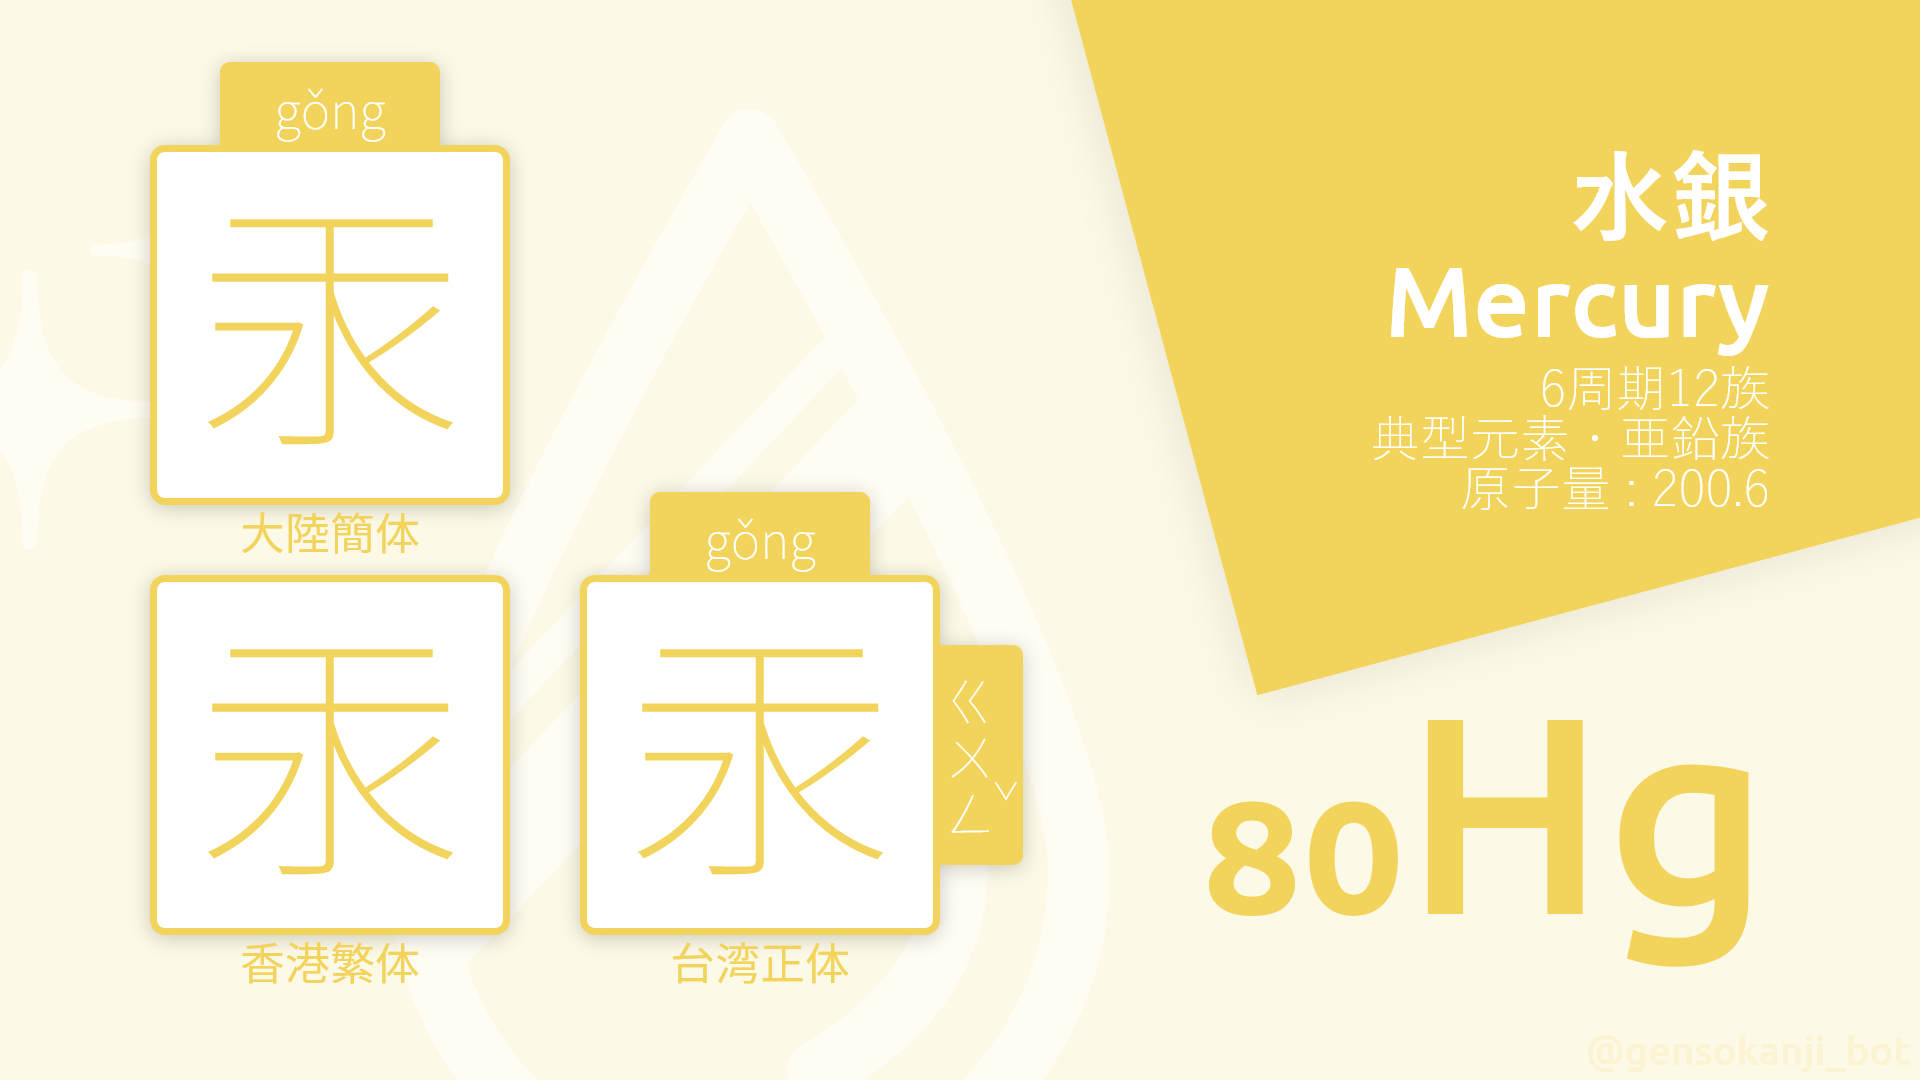 gǒng
汞
大陸簡体
汞
香港繁体
gǒng
汞
ㄍㄨㄥˇ
台湾正体
水銀
Mercury
6周期12族
典型元素・亜鉛族
原子量 : 200.6
80Hg
@gensokanji_bot